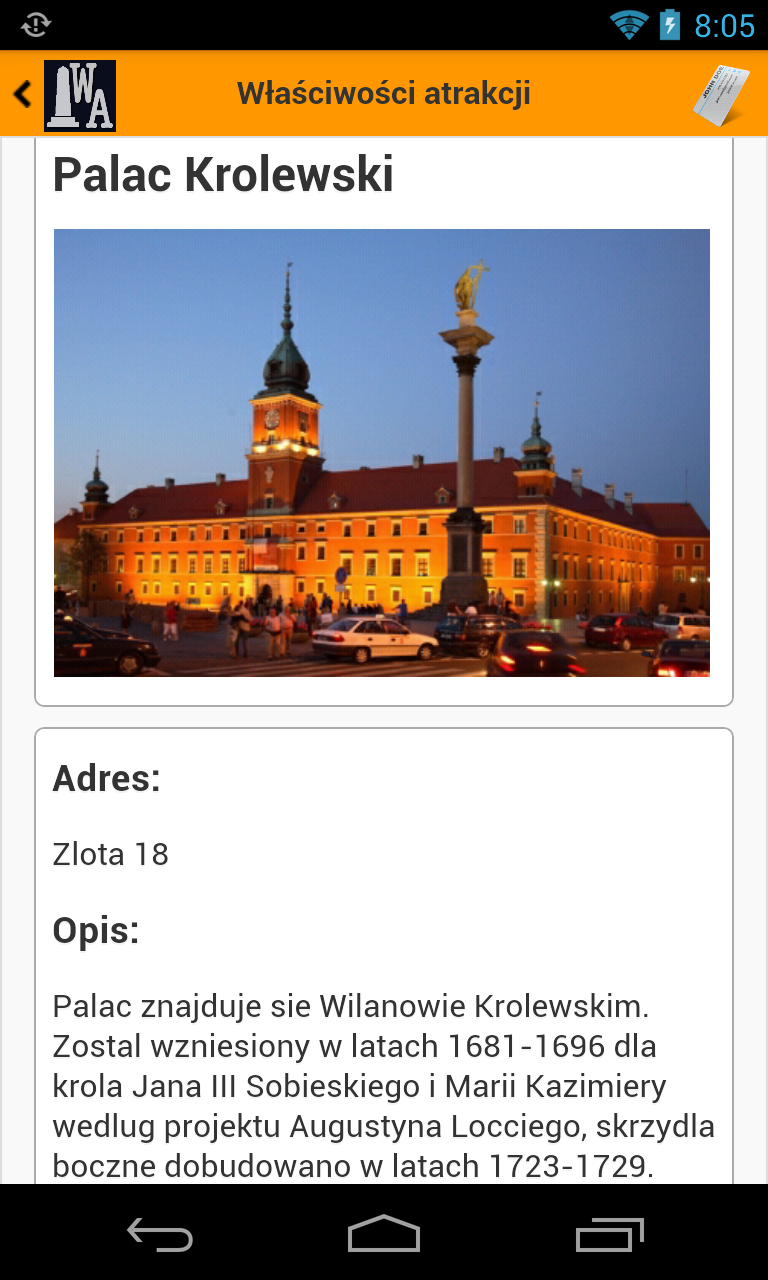 8:05
WA
Właściwości atrakcji
JOHN DOE
Palac Krolewski
Adres:
Zlota 18
Opis:
Palac znajduje sie Wilanowie Krolewskim.
Zostal wzniesiony w latach 1681-1696 dla
krola Jana III Sobieskiego i Marii Kazimiery
wedlug projektu Augustyna Locciego, skrzydla
boczne dobudowano w latach 1723-1729.